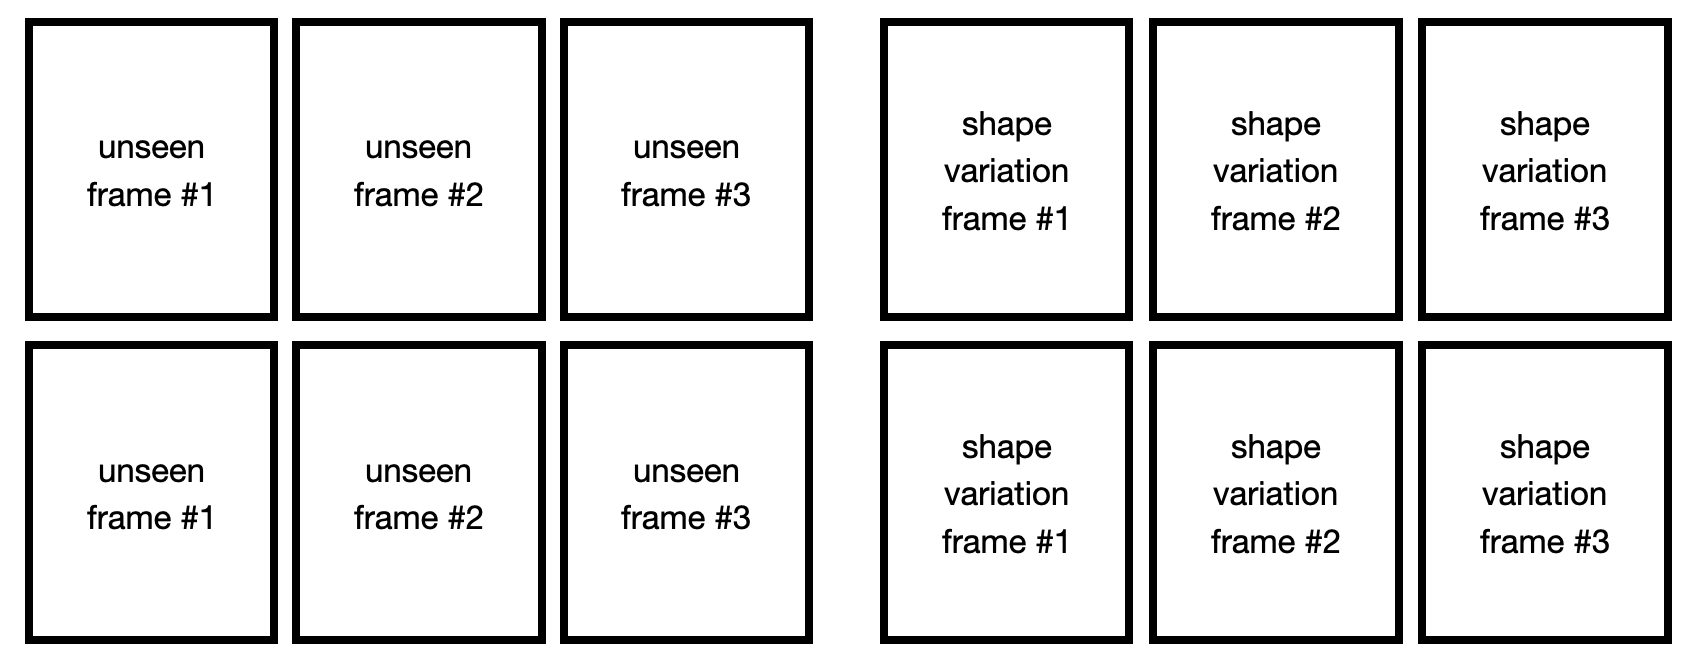 unseen
frame #1
unseen
frame #2
unseen
frame #3
shape
variation
frame #1
shape
variation
frame #2
shape
variation
frame #3
unseen
frame #1
unseen
frame #2
unseen
frame #3
shape
variation
frame #1
shape
variation
frame #2
shape
variation
frame #3